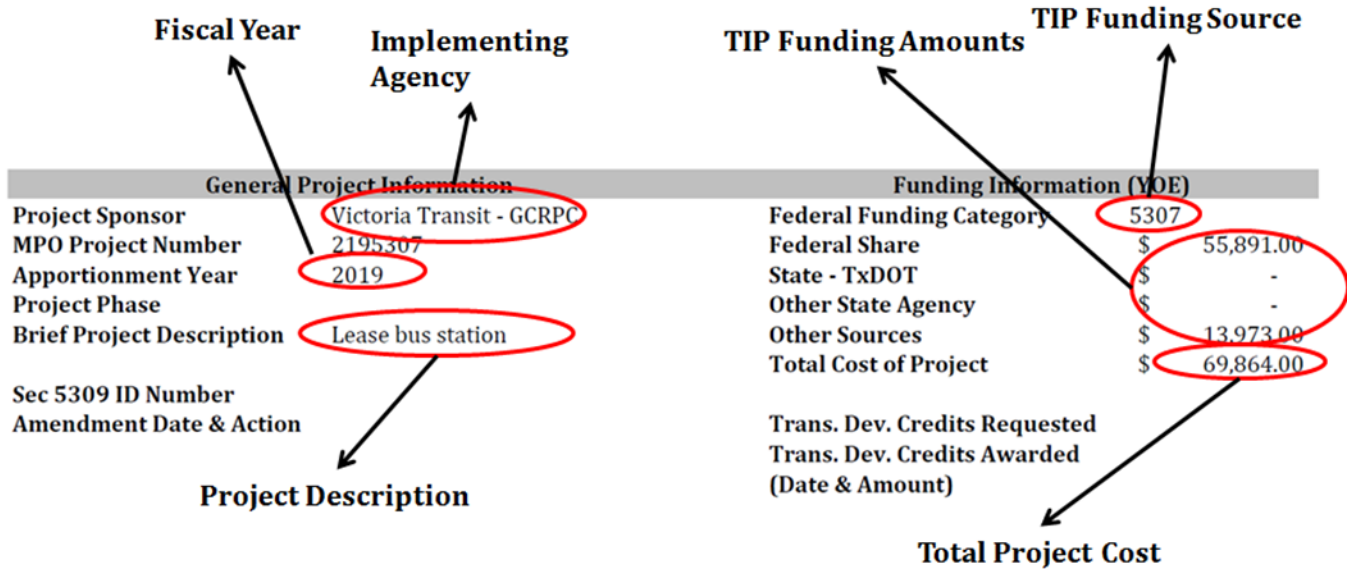 Fiscal Year
Implementing
Agency
TIP Funding Amounts
TIP Funding Source
General Project Information
Project Sponsor Victoria Transit - GCRPC
MPO Project Number 2195307
Apportionment Year 2019
Project Phase
Brief Project Description Lease bus station
Sec 5309 ID Number
Amendment Date & Action
Project Description
Funding Information (YOE)
Federal Funding Category 5307
Federal Share $ 55,891.00
State - TxDOT $ -
Other State Agency $ -
Other Sources $ 13,973.00
Total Cost of Project $ 69,864.00
Trans. Dev. Credits Requested
Trans. Dev. Credits Awarded
(Date & Amount)
Total Project Cost